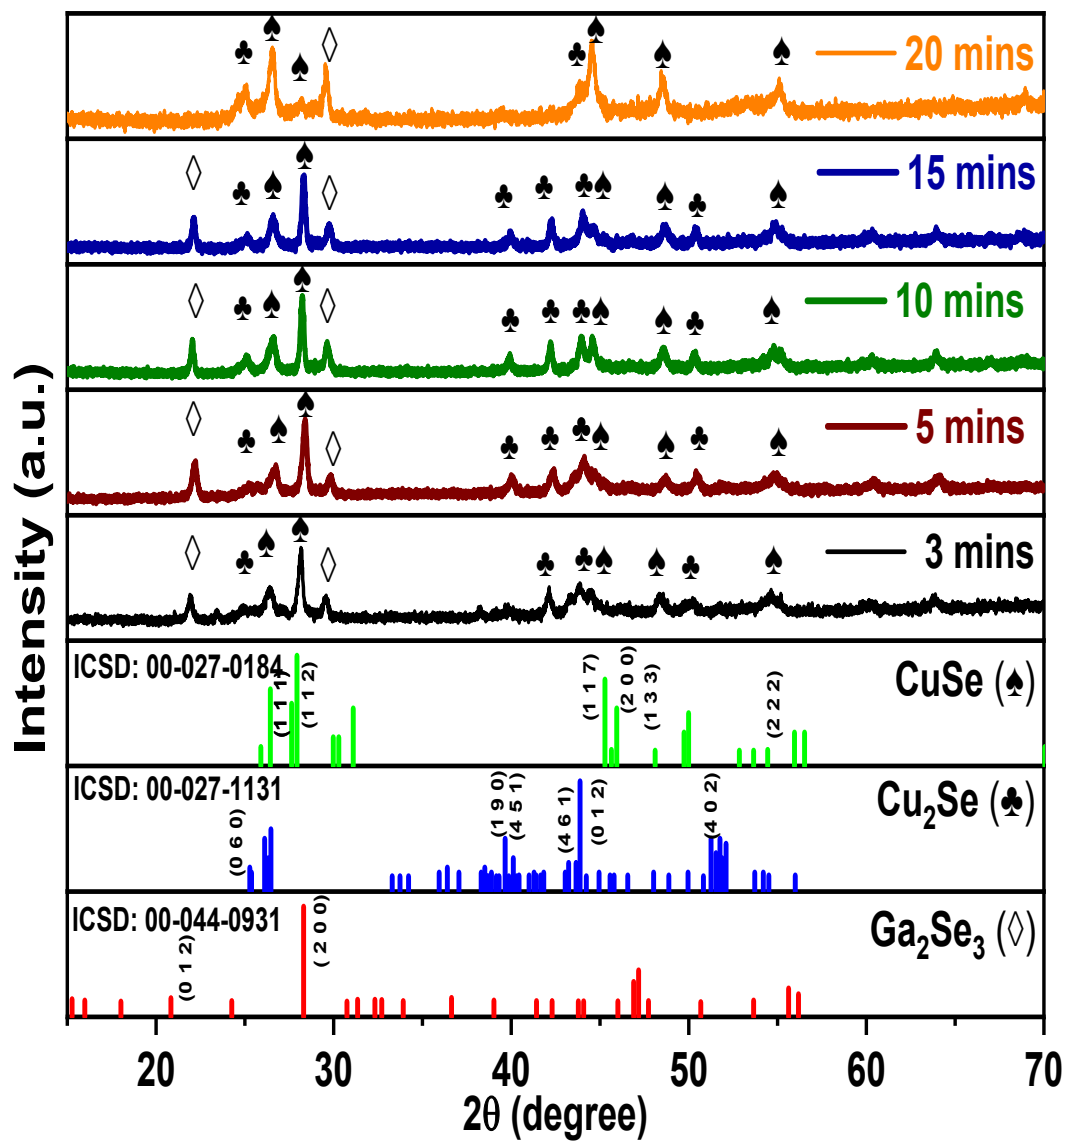 Intensity (a.u.)
♣ ♠ ♠ ◊ ♣ ♠ ♠ ♠ 20 mins
◊ ♣ ♠ ♠ ◊ ♣ ♣ ♣ ♠ ♠ ♣ ♠ 15 mins
◊ ♣ ♠ ♠ ◊ ♣ ♣ ♣ ♠ ♠ ♣ ♠ 10 mins
◊ ♣ ♠ ♠ ◊ ♣ ♣ ♣ ♠ ♠ ♣ ♠ 5 mins
◊ ♣ ♠ ♠ ◊ ♣ ♣ ♠ ♠ ♣ ♠ 3 mins
ICSD: 00-027-0184
(1 1 1)
(1 1 2)
(1 1 7)
(2 0 0)
(1 3 3)
(2 2 2)
CuSe (♠)
ICSD: 00-027-1131
(0 6 0)
(1 9 0)
(4 5 1)
(4 6 1)
(0 1 2)
(4 0 2)
Cu₂Se (♣)
ICSD: 00-044-0931
(0 1 2)
(2 0 0)
Ga₂Se₃ (◊)
20 30 40 50 60 70
2θ (degree)